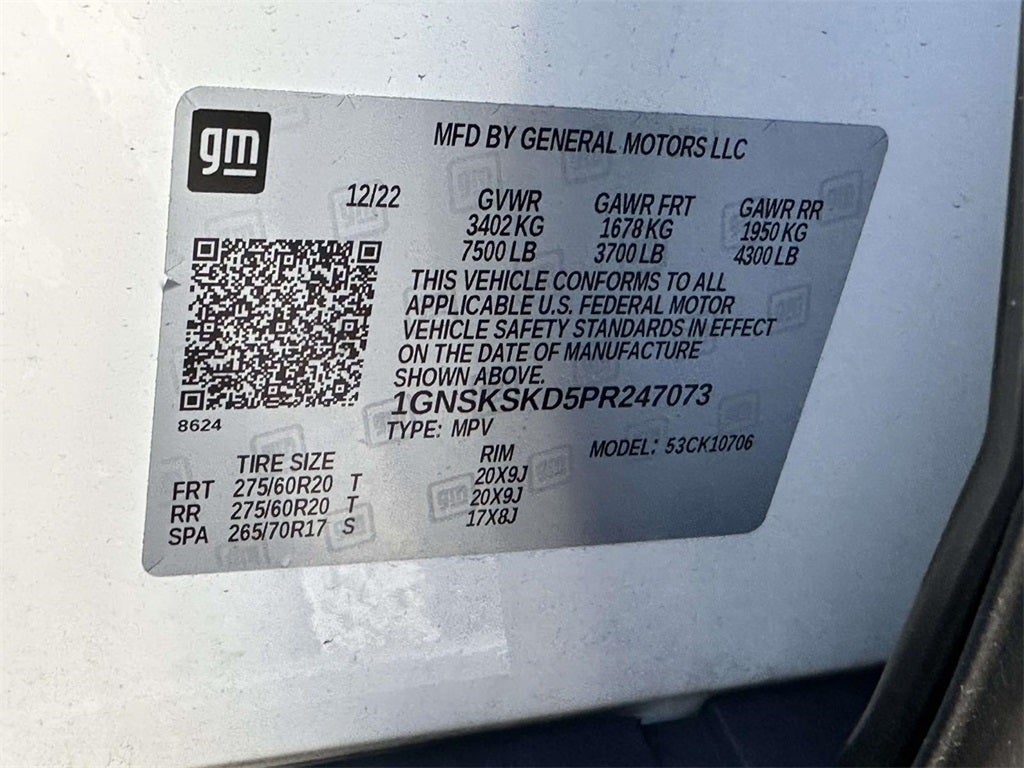 gm
MFD BY GENERAL MOTORS LLC
12/22 GVWR GAWR FRT GAWR RR
3402 KG 1678 KG 1950 KG
7500 LB 3700 LB 4300 LB
THIS VEHICLE CONFORMS TO ALL
APPLICABLE U.S. FEDERAL MOTOR
VEHICLE SAFETY STANDARDS IN EFFECT
ON THE DATE OF MANUFACTURE
SHOWN ABOVE.
1GNSKSKD5PR247073
8624
TYPE: MPV MODEL: 53CK10706
TIRE SIZE RIM
FRT 275/60R20 T 20X9J
RR 275/60R20 T 20X9J
SPA 265/70R17 S 17X8J